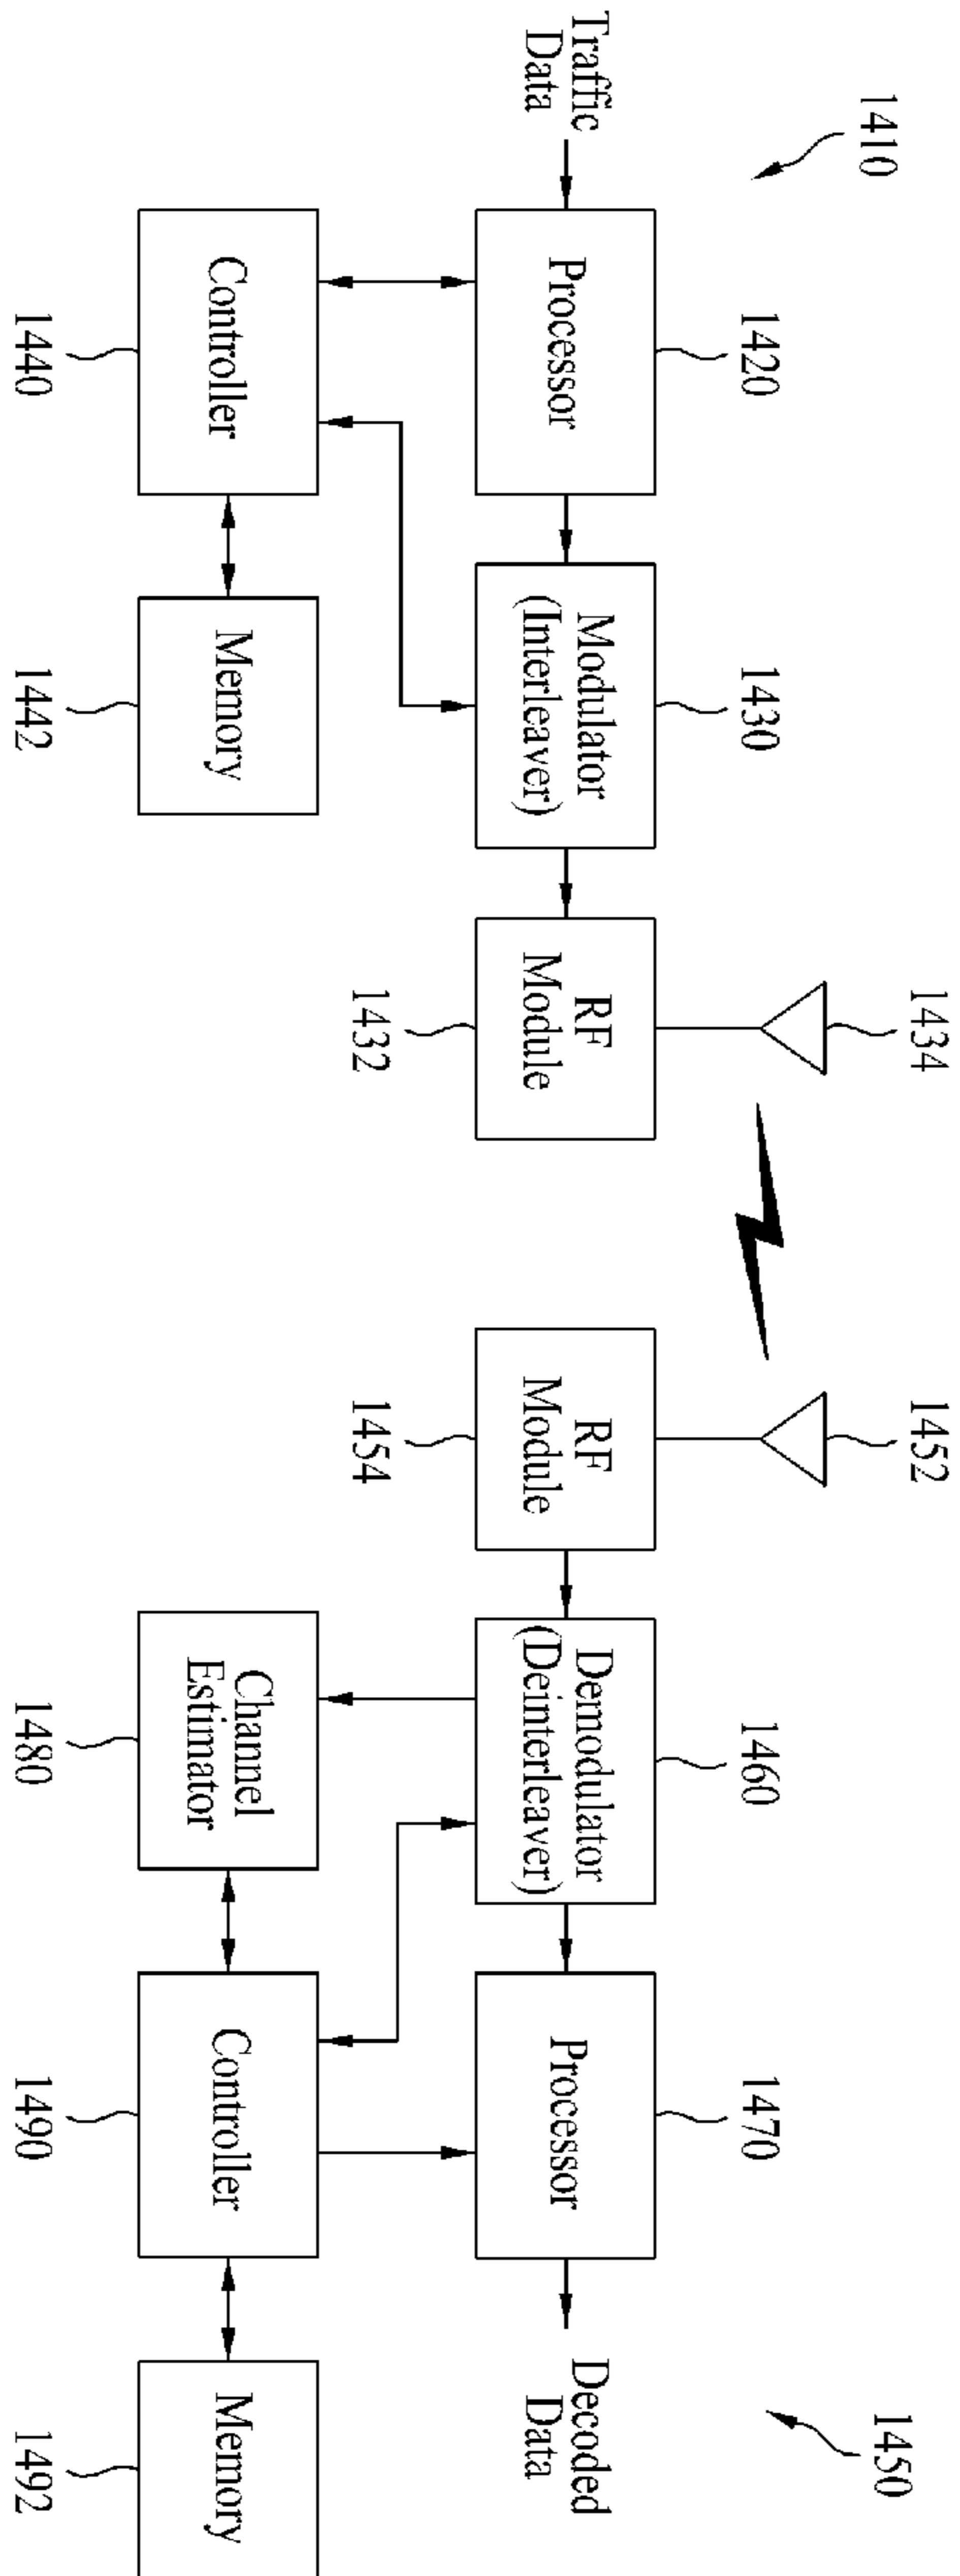 1410
1434
1452
1450
1420
1430
1460
1470
Traffic
Data
Processor
Modulator
(Interleaver)
RF
Module
RF
Module
Demodulator
(Deinterleaver)
Processor
Decoded
Data
1432
1454
Controller
Memory
Channel
Estimator
Controller
Memory
1440
1442
1480
1490
1492